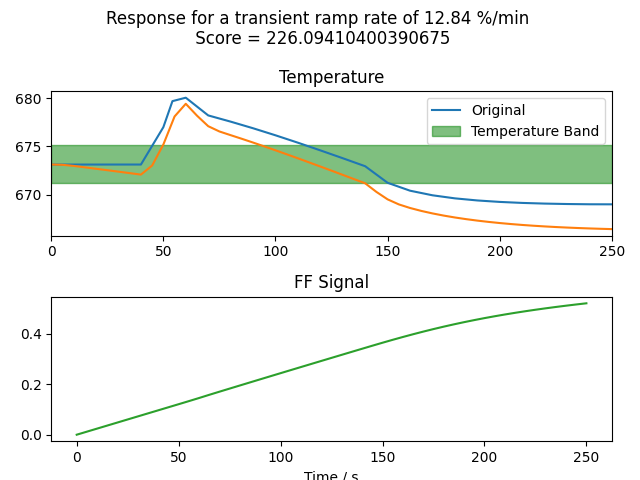 Response for a transient ramp rate of 12.84 %/min
Score = 226.09410400390675
Temperature
680
675
670
Original
Temperature Band
0 50 100 150 200 250
FF Signal
0.4
0.2
0.0
0 50 100 150 200 250
Time / s